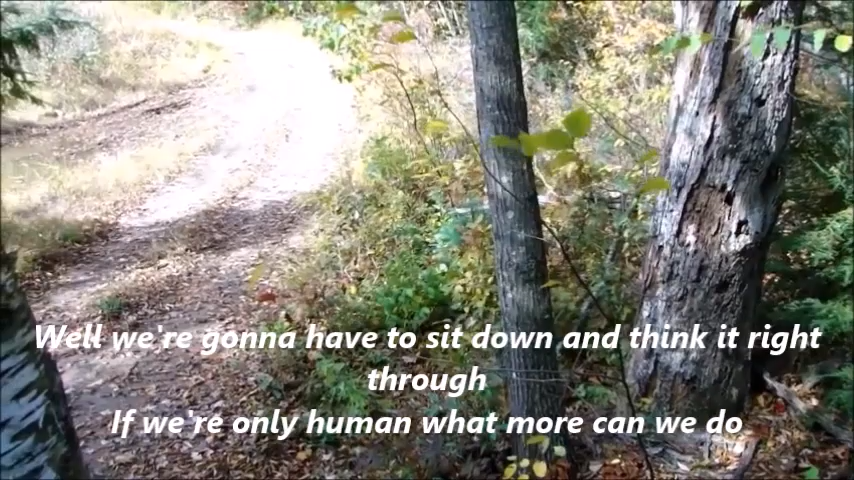 Well we're gonna have to sit down and think it right
through
If we're only human what more can we do